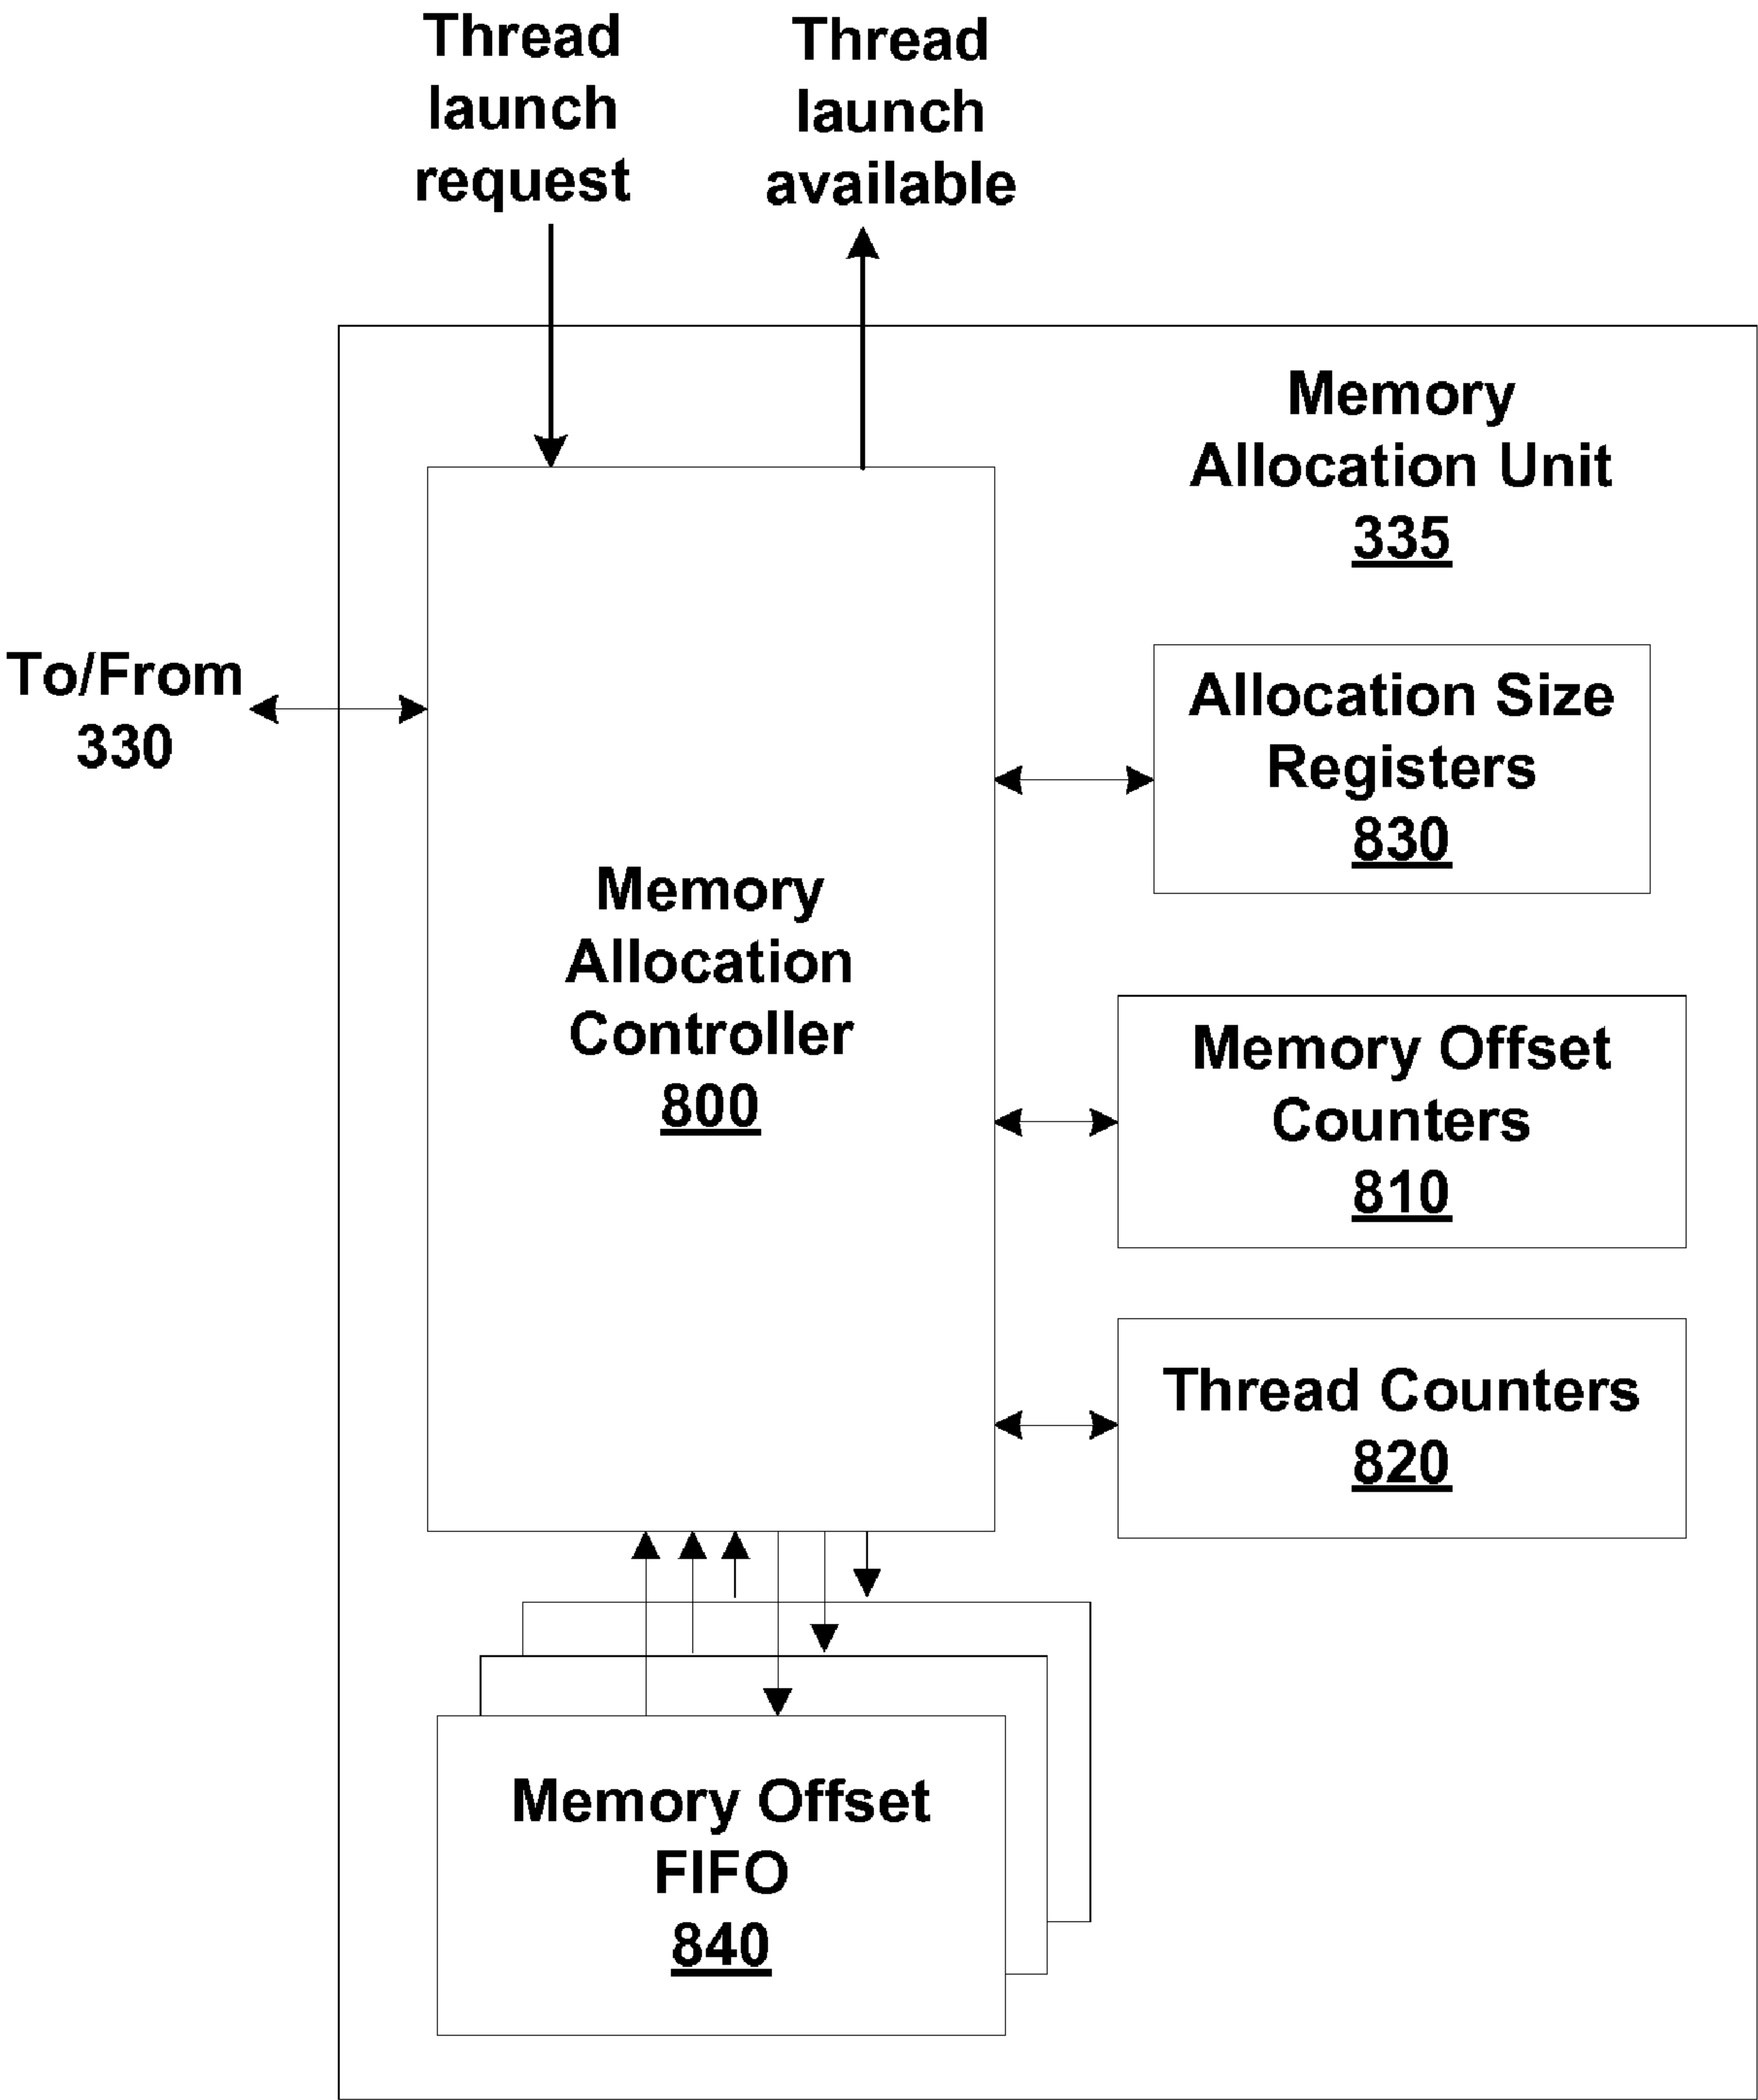 Thread
launch
request
Thread
launch
available
Memory
Allocation Unit
335
To/From
330
Allocation Size
Registers
830
Memory
Allocation
Controller
800
Memory Offset
Counters
810
Thread Counters
820
Memory Offset
FIFO
840